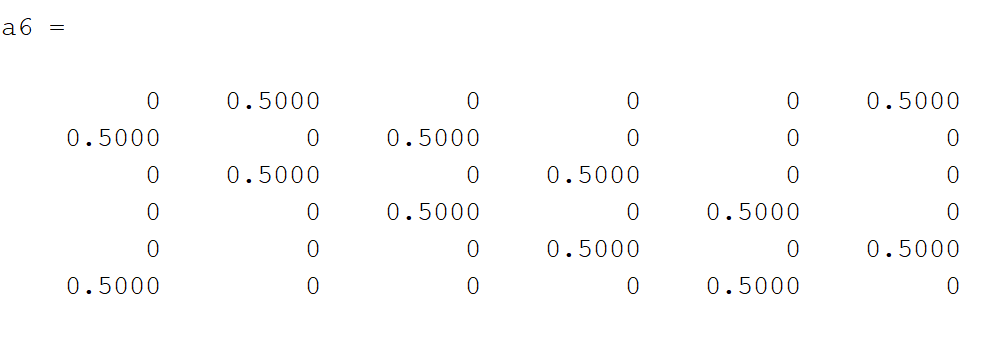 a6 =
0 0.5000 0 0 0 0.5000
0.5000 0 0.5000 0 0 0
0 0.5000 0 0.5000 0 0
0 0 0.5000 0 0.5000 0
0 0 0 0.5000 0 0.5000
0.5000 0 0 0 0.5000 0